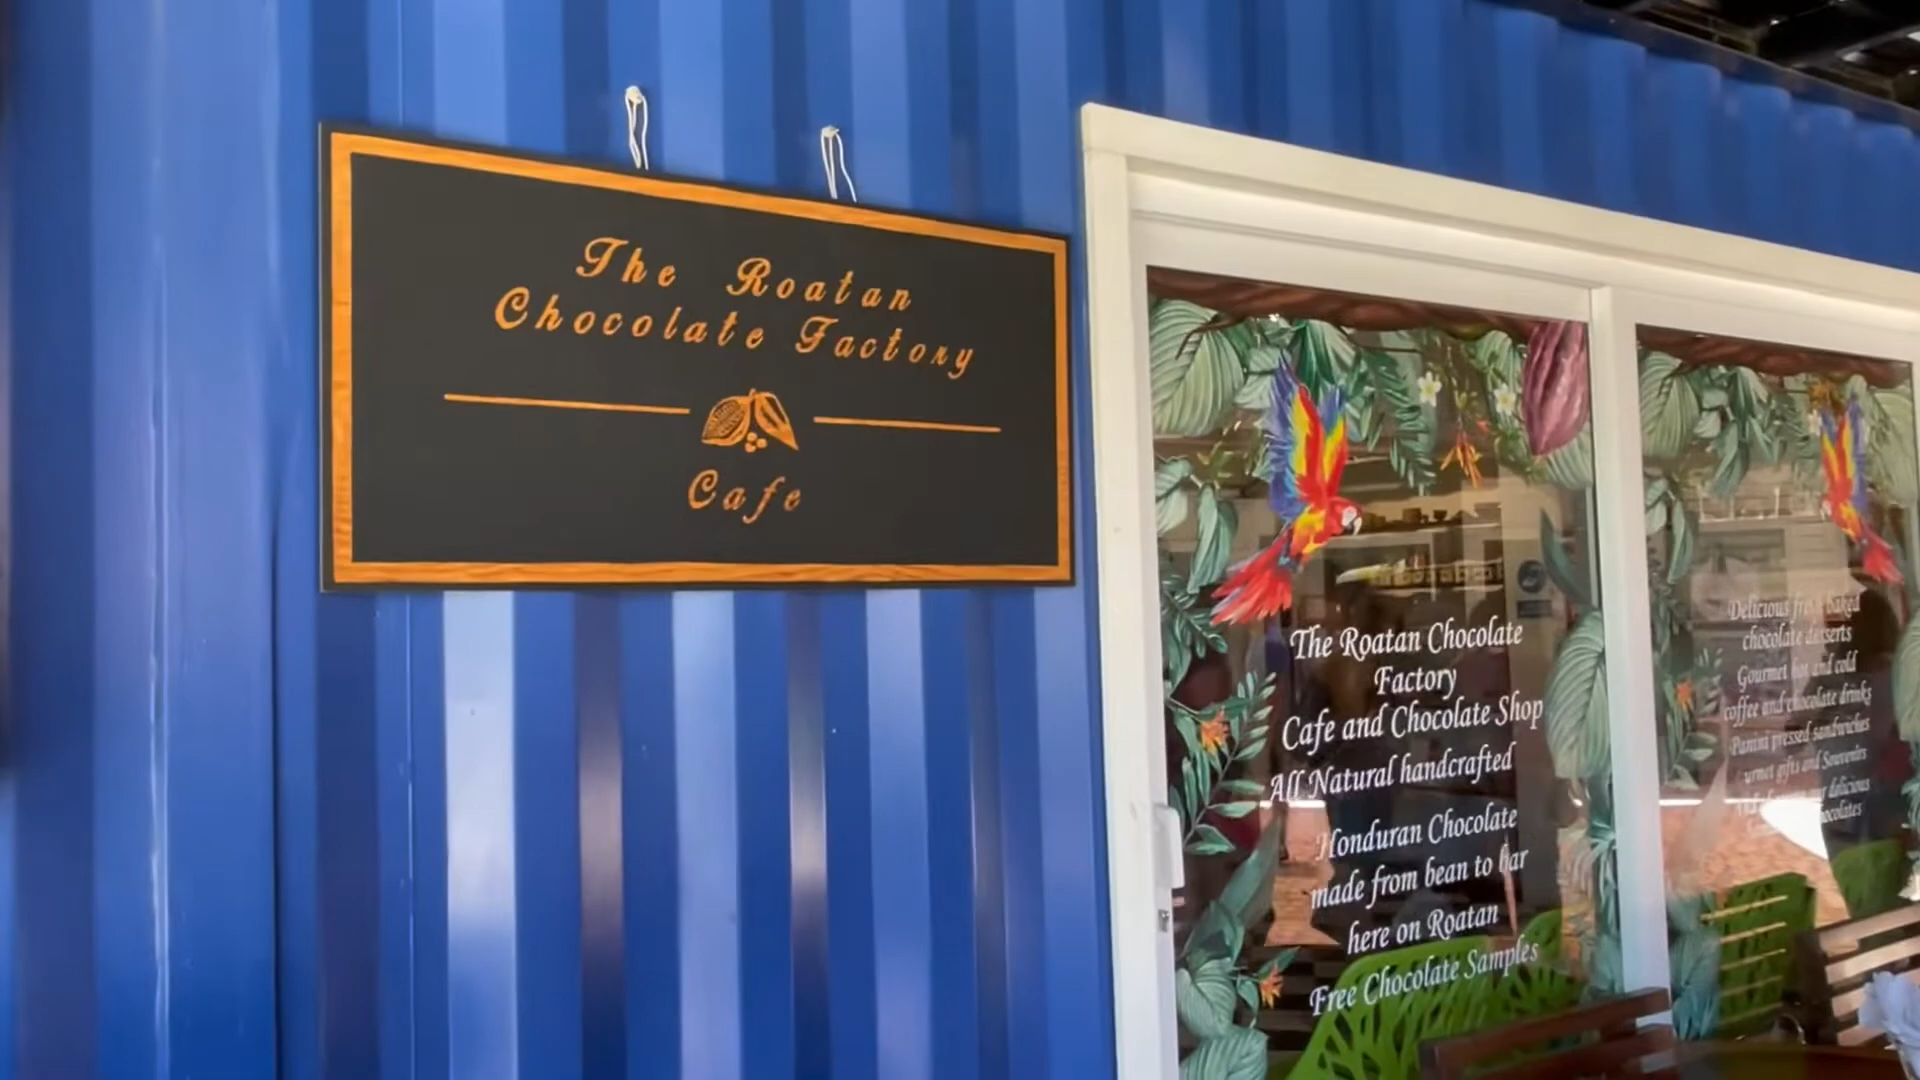 The Roatan
Chocolate Factory
Cafe
The Roatan Chocolate
Factory
Cafe and Chocolate Shop
All Natural handcrafted
Honduran Chocolate
made from bean to bar
here on Roatan
Free Chocolate Samples
Delicious baked
chocolate desserts
Gourmet hot and cold
coffee and chocolate drinks
Panini pressed sandwiches
gifts and Souvenirs
delicious